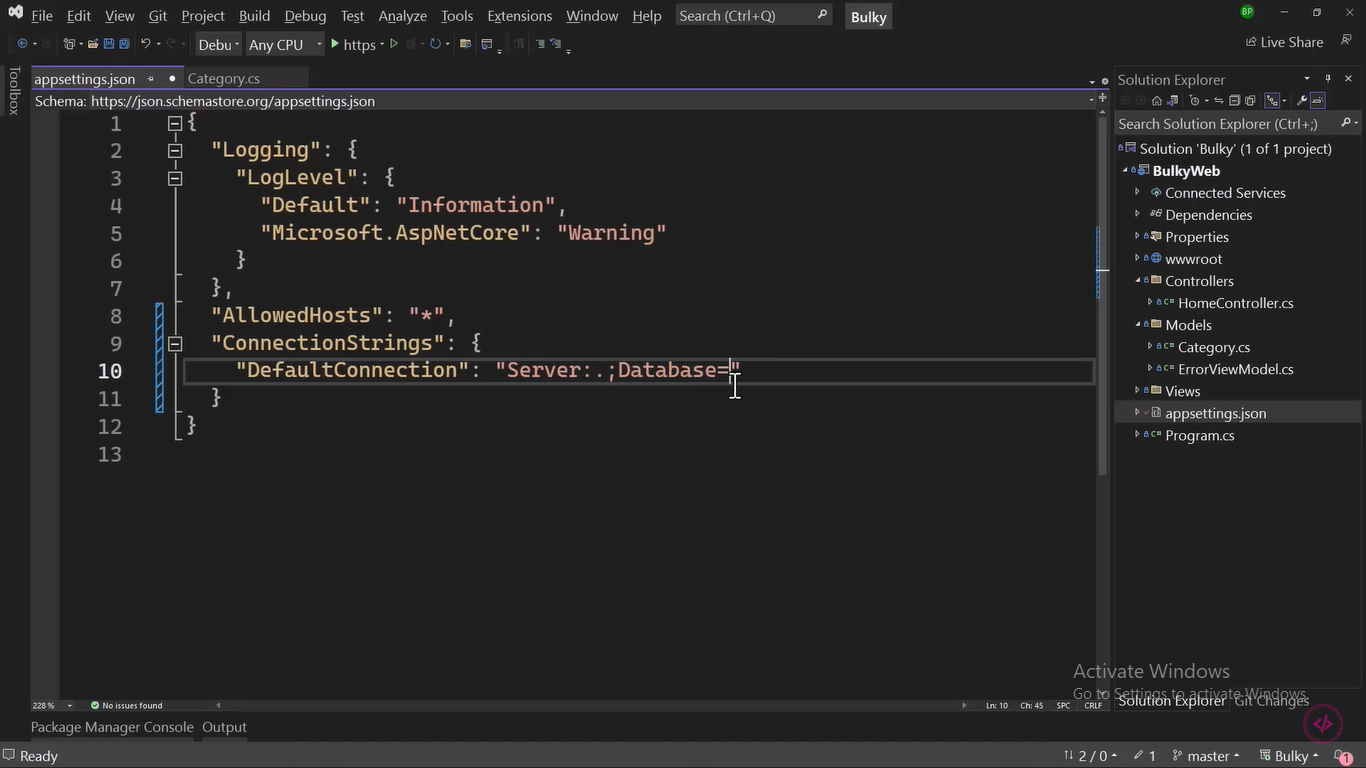 File Edit View Git Project Build Debug Test Analyze Tools Extensions Window Help Search (Ctrl+Q) Bulky BP
Debu Any CPU https Live Share
Toolbox
appsettings.json Category.cs
Schema: https://json.schemastore.org/appsettings.json
1 {
2 "Logging": {
3 "LogLevel": {
4 "Default": "Information",
5 "Microsoft.AspNetCore": "Warning"
6 }
7 },
8 "AllowedHosts": "*",
9 "ConnectionStrings": {
10 "DefaultConnection": "Server:.;Database="
11 }
12 }
13
228 % No issues found Ln: 10 Ch: 45 SPC CRLF
Solution Explorer
Search Solution Explorer (Ctrl+;)
Solution 'Bulky' (1 of 1 project)
BulkyWeb
Connected Services
Dependencies
Properties
wwwroot
Controllers
C# HomeController.cs
Models
C# Category.cs
C# ErrorViewModel.cs
Views
appsettings.json
C# Program.cs
Activate Windows
Go to Settings to activate Windows.
Solution Explorer Git Changes
Package Manager Console Output
Ready 2 / 0 1 master Bulky 1